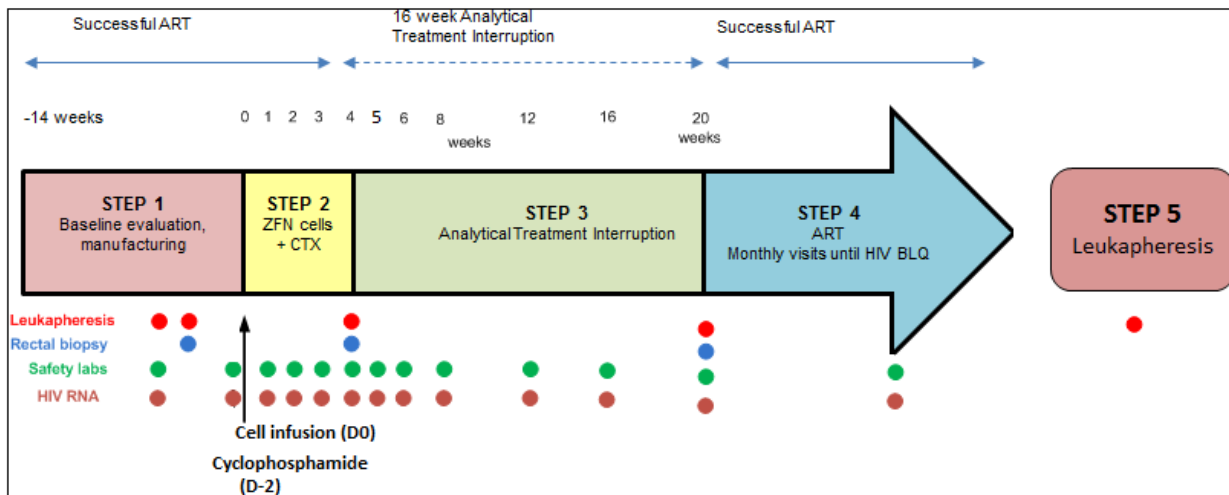 Successful ART
16 week Analytical
Treatment Interruption
Successful ART
-14 weeks
0 1 2 3 4 5 6 8 12 16 20
weeks
weeks
STEP 1
Baseline evaluation,
manufacturing
STEP 2
ZFN cells
+ CTX
STEP 3
Analytical Treatment Interruption
STEP 4
ART
Monthly visits until HIV BLQ
STEP 5
Leukapheresis
Leukapheresis
Rectal biopsy
Safety labs
HIV RNA
Cell infusion (D0)
Cyclophosphamide
(D-2)